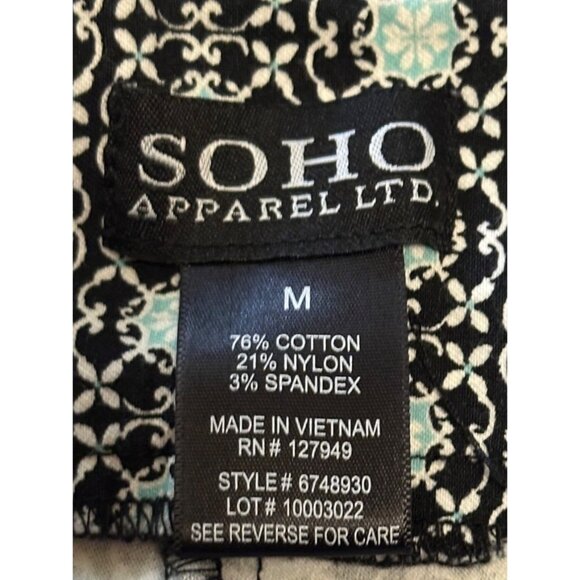 SOHO
APPAREL LTD.
M
76% COTTON
21% NYLON
3% SPANDEX
MADE IN VIETNAM
RN# 127949
STYLE# 6748930
LOT# 10003022
SEE REVERSE FOR CARE